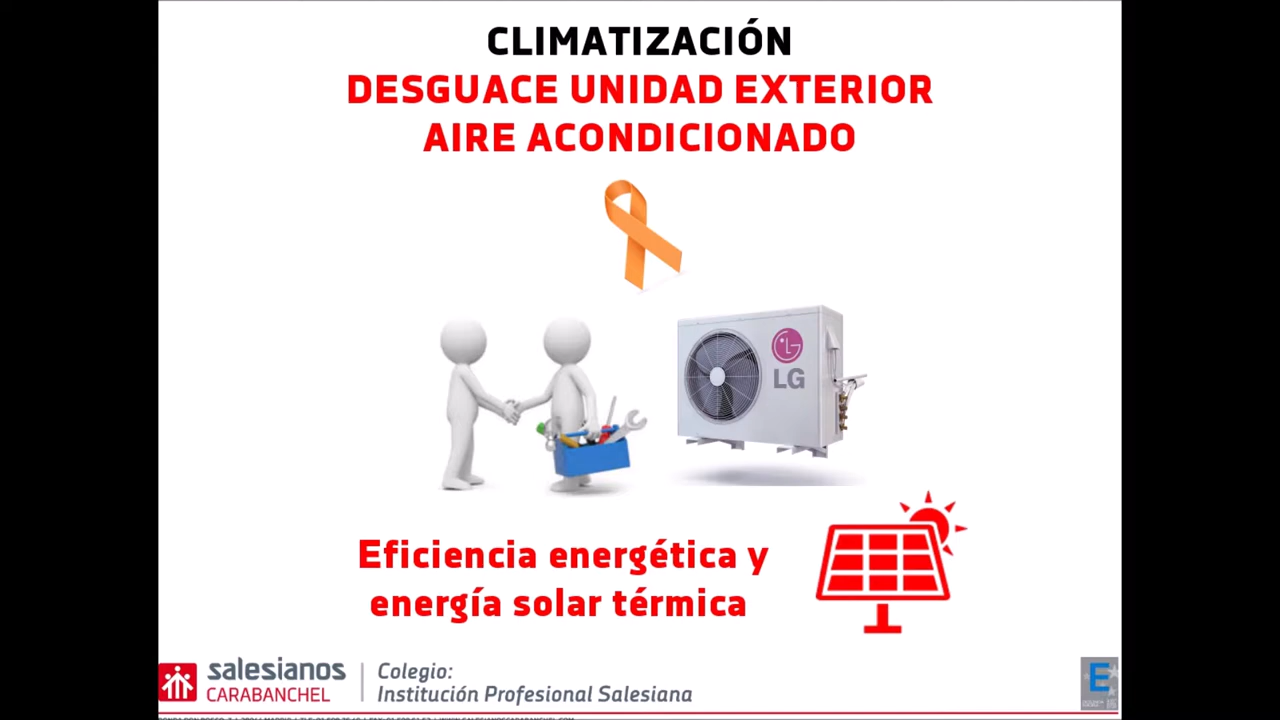 CLIMATIZACIÓN
DESGUACE UNIDAD EXTERIOR
AIRE ACONDICIONADO
LG
Eficiencia energética y
energía solar térmica
salesianos
CARABANCHEL
Colegio:
Institución Profesional Salesiana
E